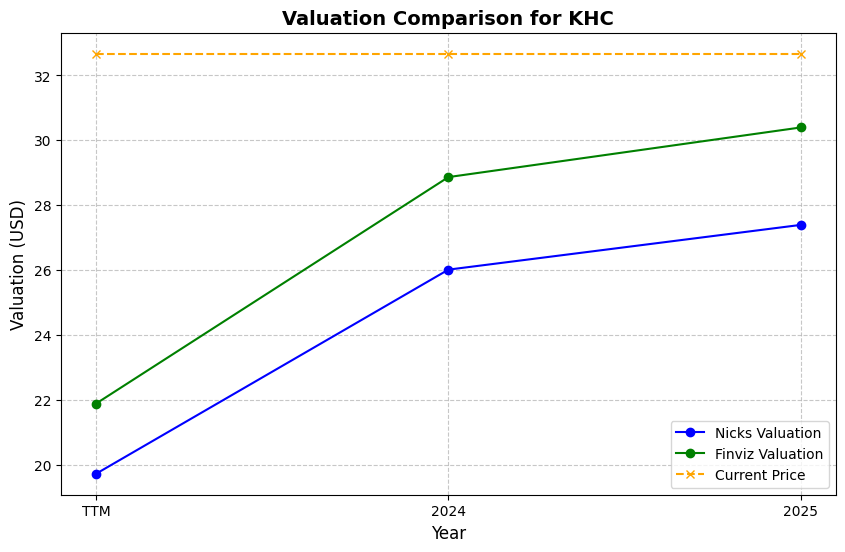 Valuation Comparison for KHC
Valuation (USD)
32
30
28
26
24
22
20
TTM
2024
2025
Year
Nicks Valuation
Finviz Valuation
Current Price